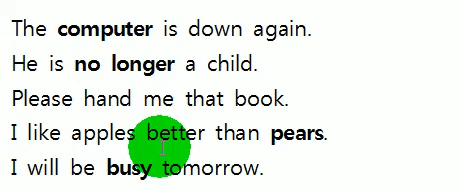 The computer is down again.
He is no longer a child.
Please hand me that book.
I like apples better than pears.
I will be busy tomorrow.